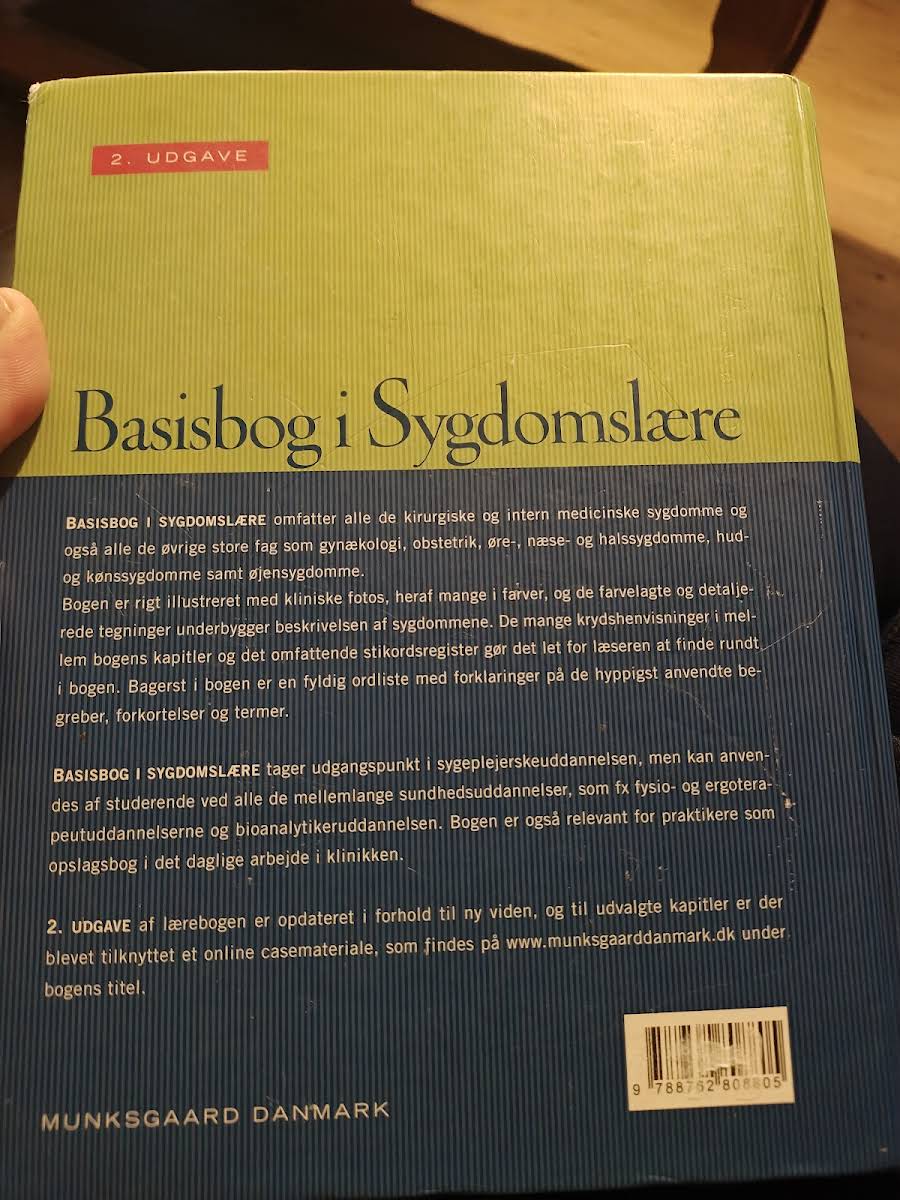 2. UDGAVE
Basisbog i Sygdomslære
BASISBOG I SYGDOMSLÆRE omfatter alle de kirurgiske og intern medicinske sygdomme og
også alle de øvrige store fag som gynækologi, obstetrik, øre-, næse- og halssygdomme, hud-
og kønssygdomme samt øjensygdomme.
Bogen er rigt illustreret med kliniske fotos, heraf mange i farver, og de farvelagte og detalje-
rede tegninger underbygger beskrivelsen af sygdommene. De mange krydshenvisninger i mel-
lem bogens kapitler og det omfattende stikordsregister gør det let for læseren at finde rundt
i bogen. Bagerst i bogen er en fyldig ordliste med forklaringer på de hyppigst anvendte be-
greber, forkortelser og termer.
BASISBOG I SYGDOMSLÆRE tager udgangspunkt i sygeplejerskeuddannelsen, men kan anven-
des af studerende ved alle de mellemlange sundhedsuddannelser, som fx fysio- og ergotera-
peutuddannelserne og bioanalytikeruddannelsen. Bogen er også relevant for praktikere som
opslagsbog i det daglige arbejde i klinikken.
2. UDGAVE af lærebogen er opdateret i forhold til ny viden, og til udvalgte kapitler er der
blevet tilknyttet et online casemateriale, som findes på www.munksgaarddanmark.dk under
bogens titel.
9 788762 808805
MUNKSGAARD DANMARK